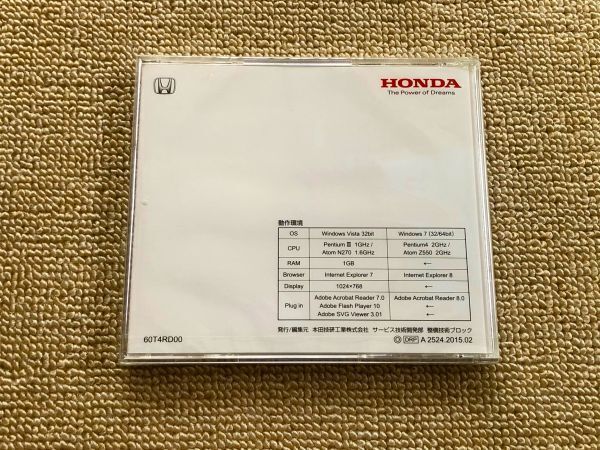 HONDA
The Power of Dreams
動作環境
OS Windows Vista 32bit Windows 7 (32/64bit)
CPU Pentium Ⅲ 1GHz / Atom N270 1.6GHz Pentium4 2GHz / Atom Z550 2GHz
RAM 1GB ←
Browser Internet Explorer 7 Internet Explorer 8
Display 1024×768 ←
Plug in Adobe Acrobat Reader 7.0 Adobe Acrobat Reader 8.0
Adobe Flash Player 10 ←
Adobe SVG Viewer 3.01 ←
発行/編集元 本田技研工業株式会社 サービス技術開発部 整備技術ブロック
60T4RD00
Ⓞ DRP A 2524.2015.02